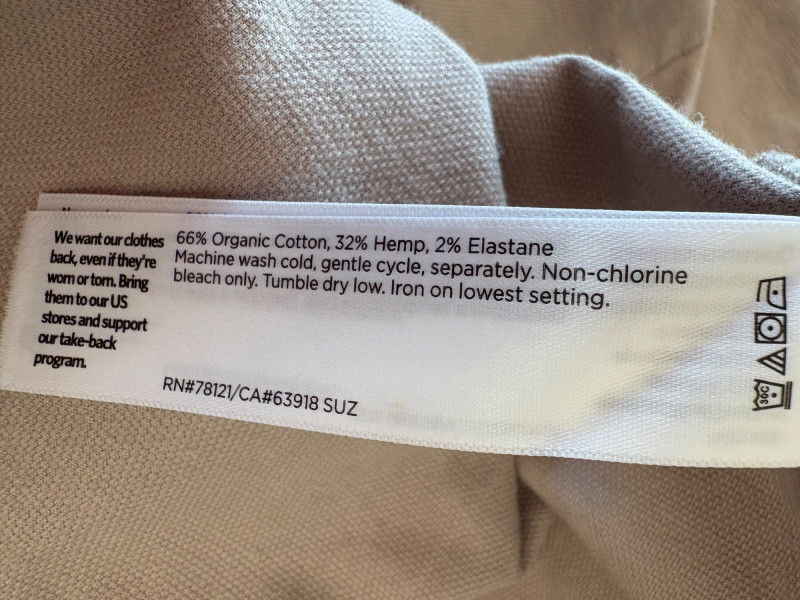 We want our clothes
back, even if they're
worn or torn. Bring
them to our US
stores and support
our take-back
program.
66% Organic Cotton, 32% Hemp, 2% Elastane
Machine wash cold, gentle cycle, separately. Non-chlorine
bleach only. Tumble dry low. Iron on lowest setting.
RN#78121/CA#63918 SUZ
30C